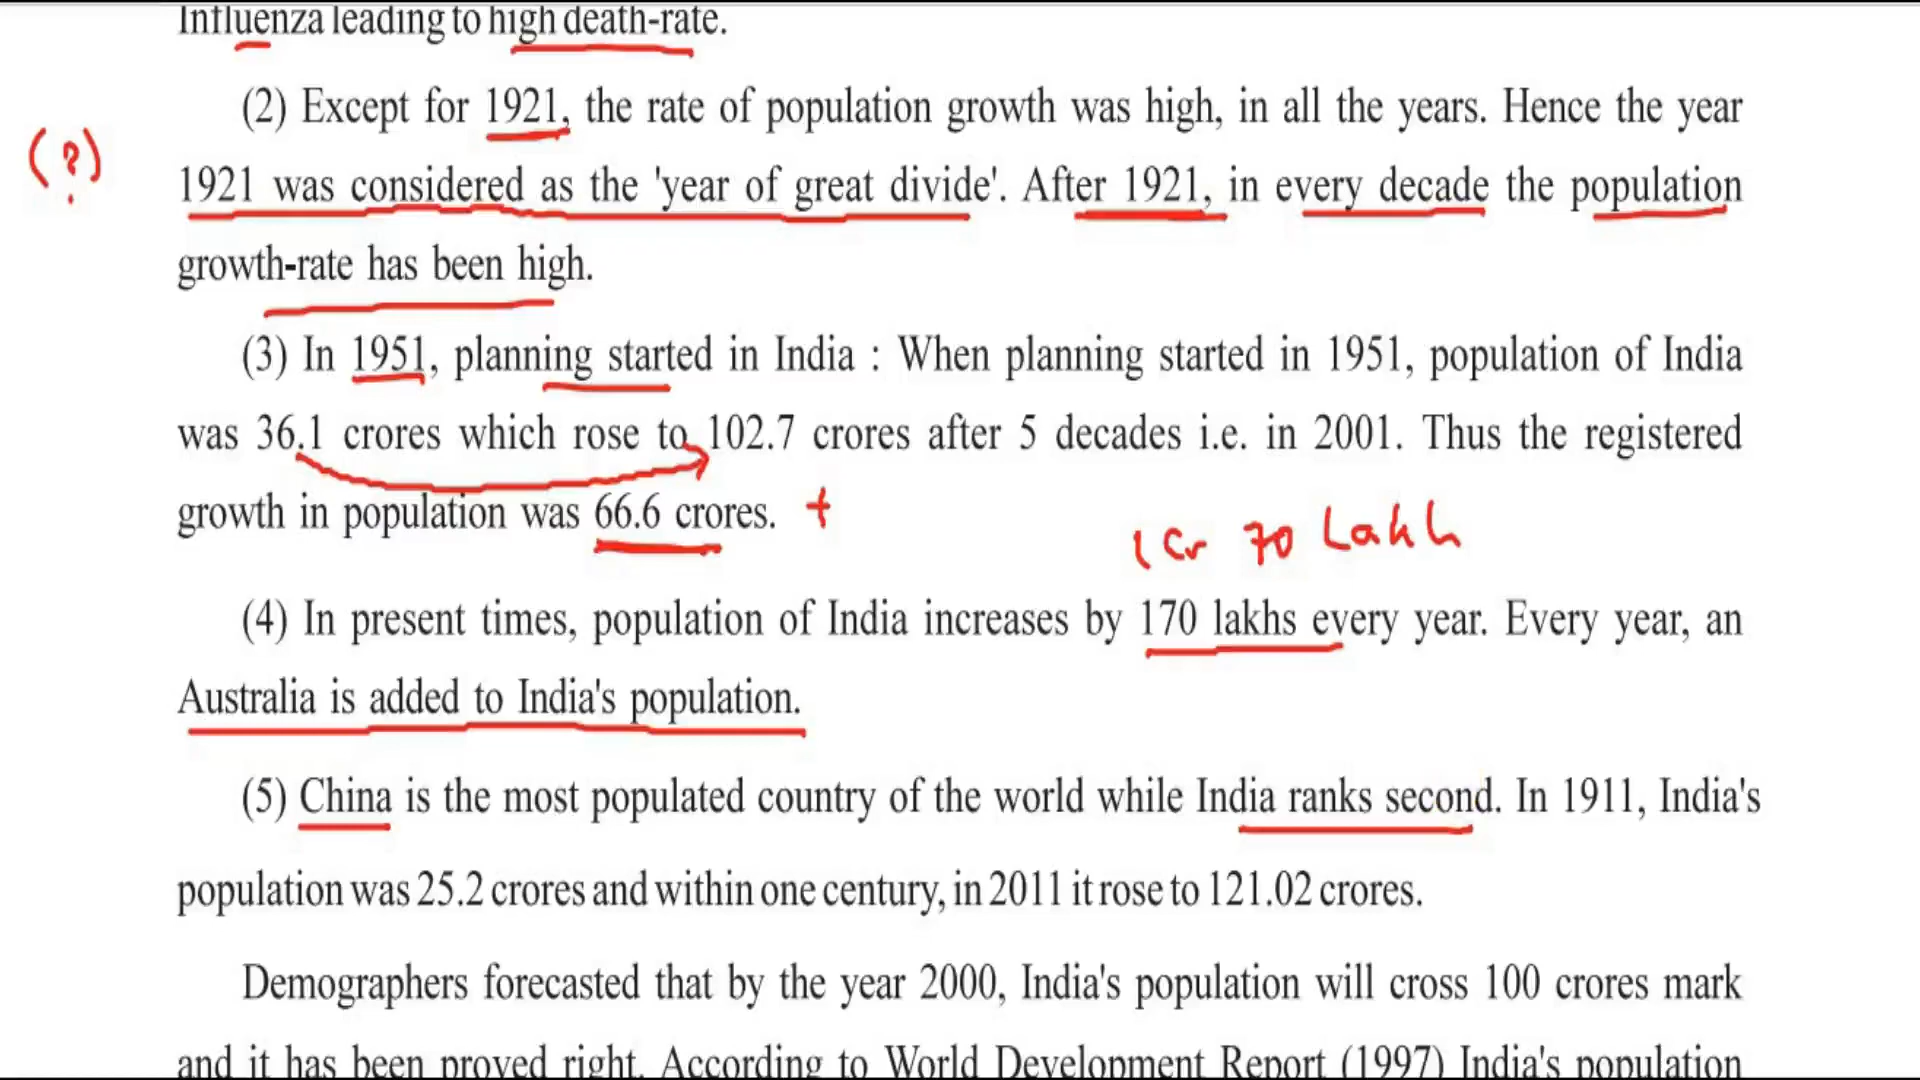 Influenza leading to high death-rate.
(2) Except for 1921, the rate of population growth was high, in all the years. Hence the year
(?)
1921 was considered as the 'year of great divide'. After 1921, in every decade the population
growth-rate has been high.
(3) In 1951, planning started in India : When planning started in 1951, population of India
was 36.1 crores which rose to 102.7 crores after 5 decades i.e. in 2001. Thus the registered
growth in population was 66.6 crores. +
1 Cr 70 Lakh
(4) In present times, population of India increases by 170 lakhs every year. Every year, an
Australia is added to India's population.
(5) China is the most populated country of the world while India ranks second. In 1911, India's
population was 25.2 crores and within one century, in 2011 it rose to 121.02 crores.
Demographers forecasted that by the year 2000, India's population will cross 100 crores mark
and it has been proved right. According to World Development Report (1997) India's population